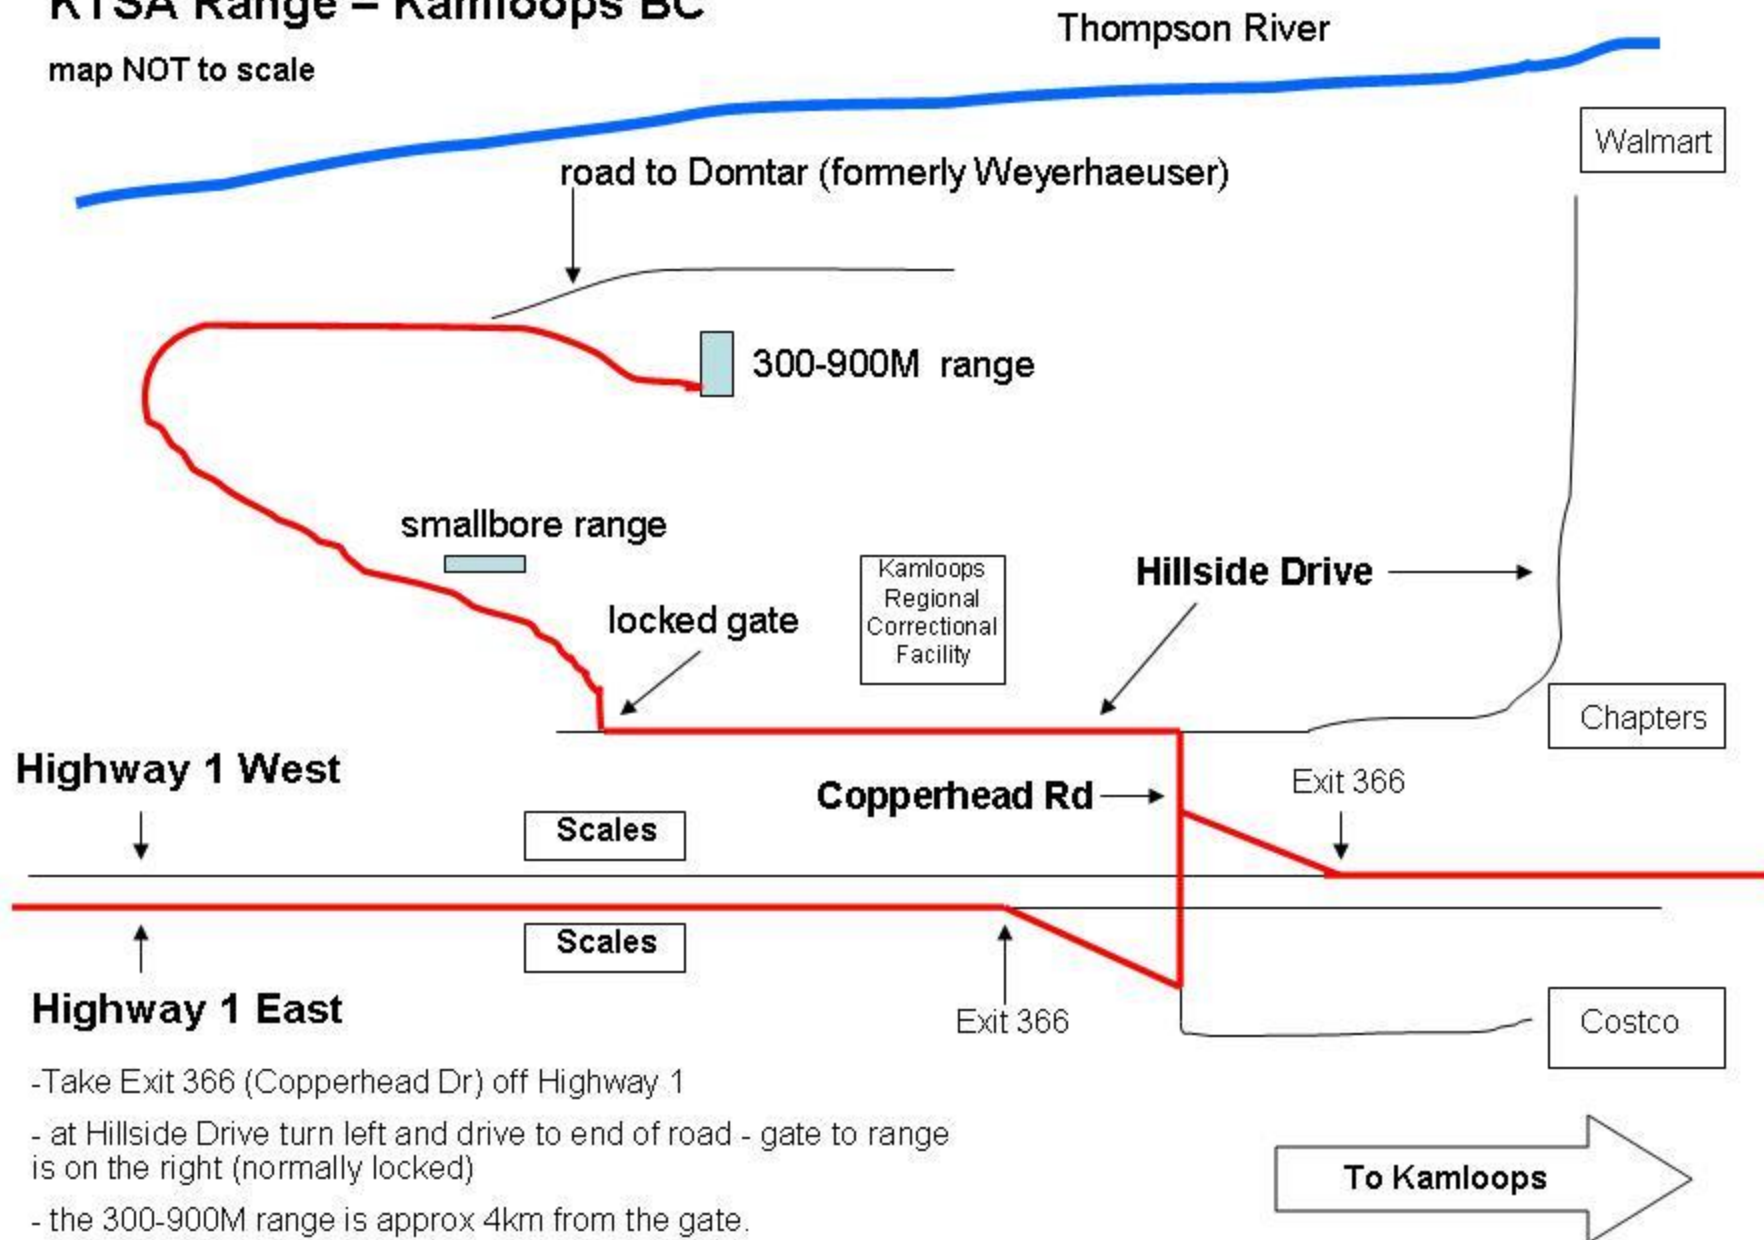 KTSA Range – Kamloops BC
map NOT to scale
Thompson River
Walmart
road to Domtar (formerly Weyerhaeuser)
300-900M range
smallbore range
Kamloops
Regional
Correctional
Facility
Hillside Drive
locked gate
Chapters
Highway 1 West
Exit 366
Copperhead Rd
Scales
Scales
Highway 1 East
Exit 366
Costco
-Take Exit 366 (Copperhead Dr) off Highway 1
- at Hillside Drive turn left and drive to end of road - gate to range
is on the right (normally locked)
- the 300-900M range is approx 4km from the gate.
To Kamloops